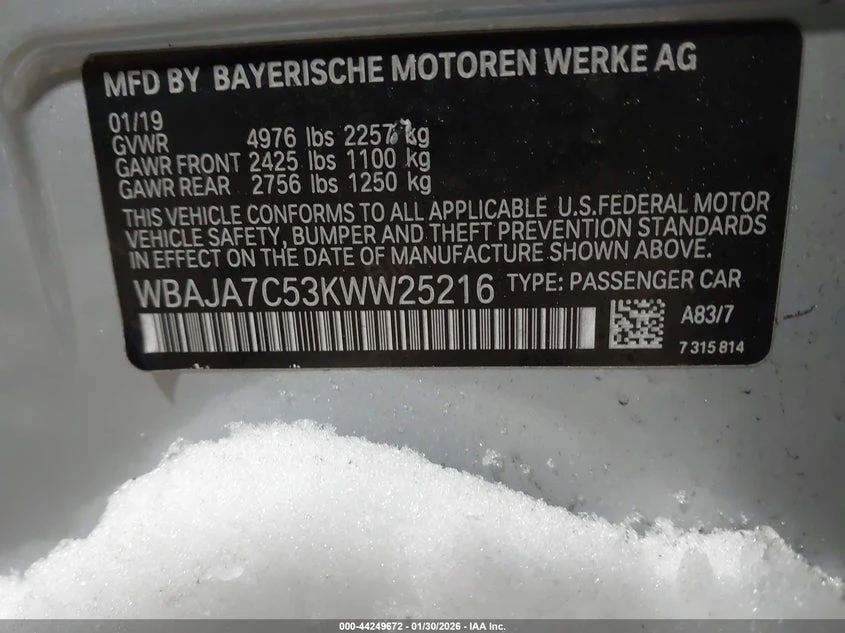 MFD BY BAYERISCHE MOTOREN WERKE AG
01/19
GVWR 4976 lbs 2257 kg
GAWR FRONT 2425 lbs 1100 kg
GAWR REAR 2756 lbs 1250 kg
THIS VEHICLE CONFORMS TO ALL APPLICABLE U.S.FEDERAL MOTOR
VEHICLE SAFETY, BUMPER AND THEFT PREVENTION STANDARDS
IN EFFECT ON THE DATE OF MANUFACTURE SHOWN ABOVE.
WBAJA7C53KWW25216 TYPE: PASSENGER CAR
A83/7
7 315 814
000-44249672 - 01/30/2026 - IAA Inc.